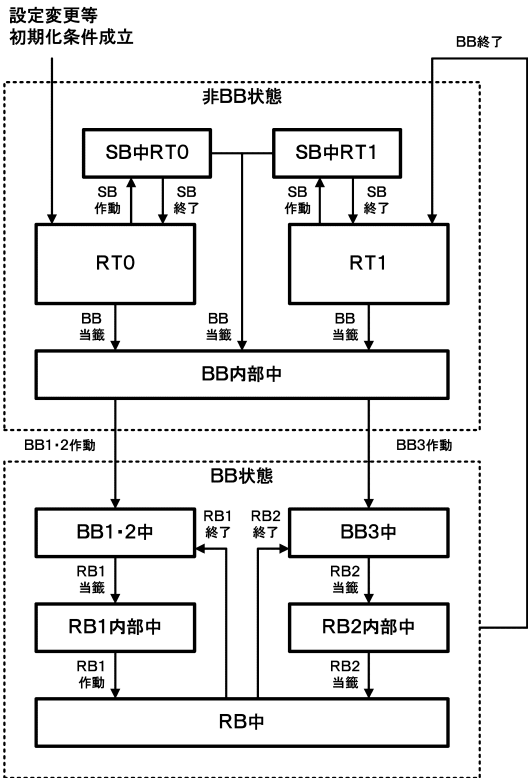 設定変更等
初期化条件成立
BB終了
非BB状態
SB中RT0
SB中RT1
SB
作動
SB
終了
SB
作動
SB
終了
RT0
RT1
BB
当籤
BB
当籤
BB
当籤
BB内部中
BB1・2作動
BB3作動
BB状態
BB1・2中
RB1
終了
RB2
終了
BB3中
RB1
当籤
RB2
当籤
RB1内部中
RB2内部中
RB1
作動
RB2
当籤
RB中